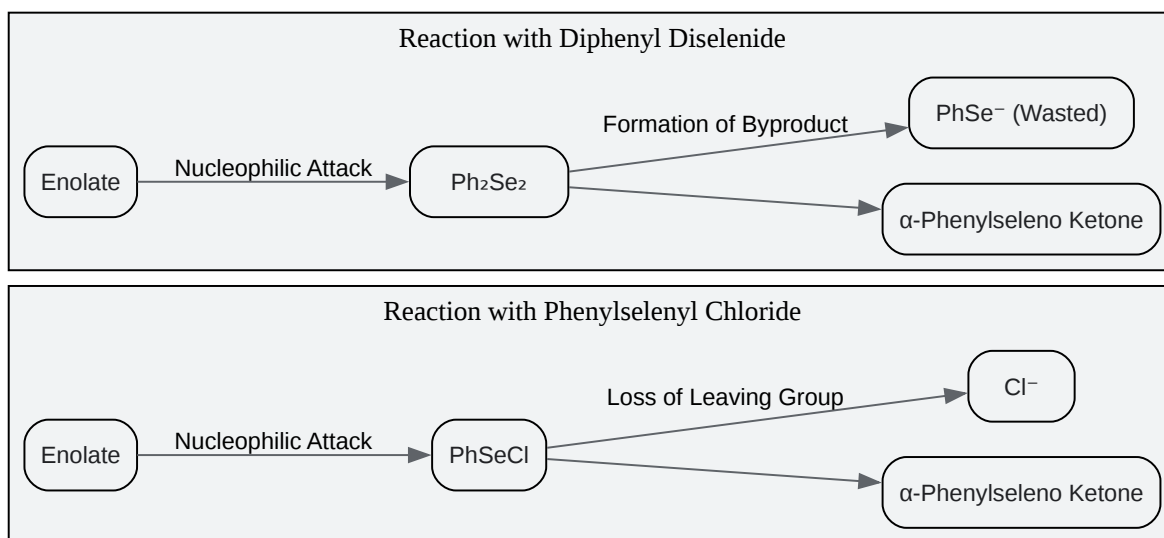 Reaction with Diphenyl Diselenide
Formation of Byproduct
PhSe⁻ (Wasted)
Enolate
Nucleophilic Attack
Ph₂Se₂
α-Phenylseleno Ketone
Reaction with Phenylselenyl Chloride
Loss of Leaving Group
Cl⁻
Enolate
Nucleophilic Attack
PhSeCl
α-Phenylseleno Ketone